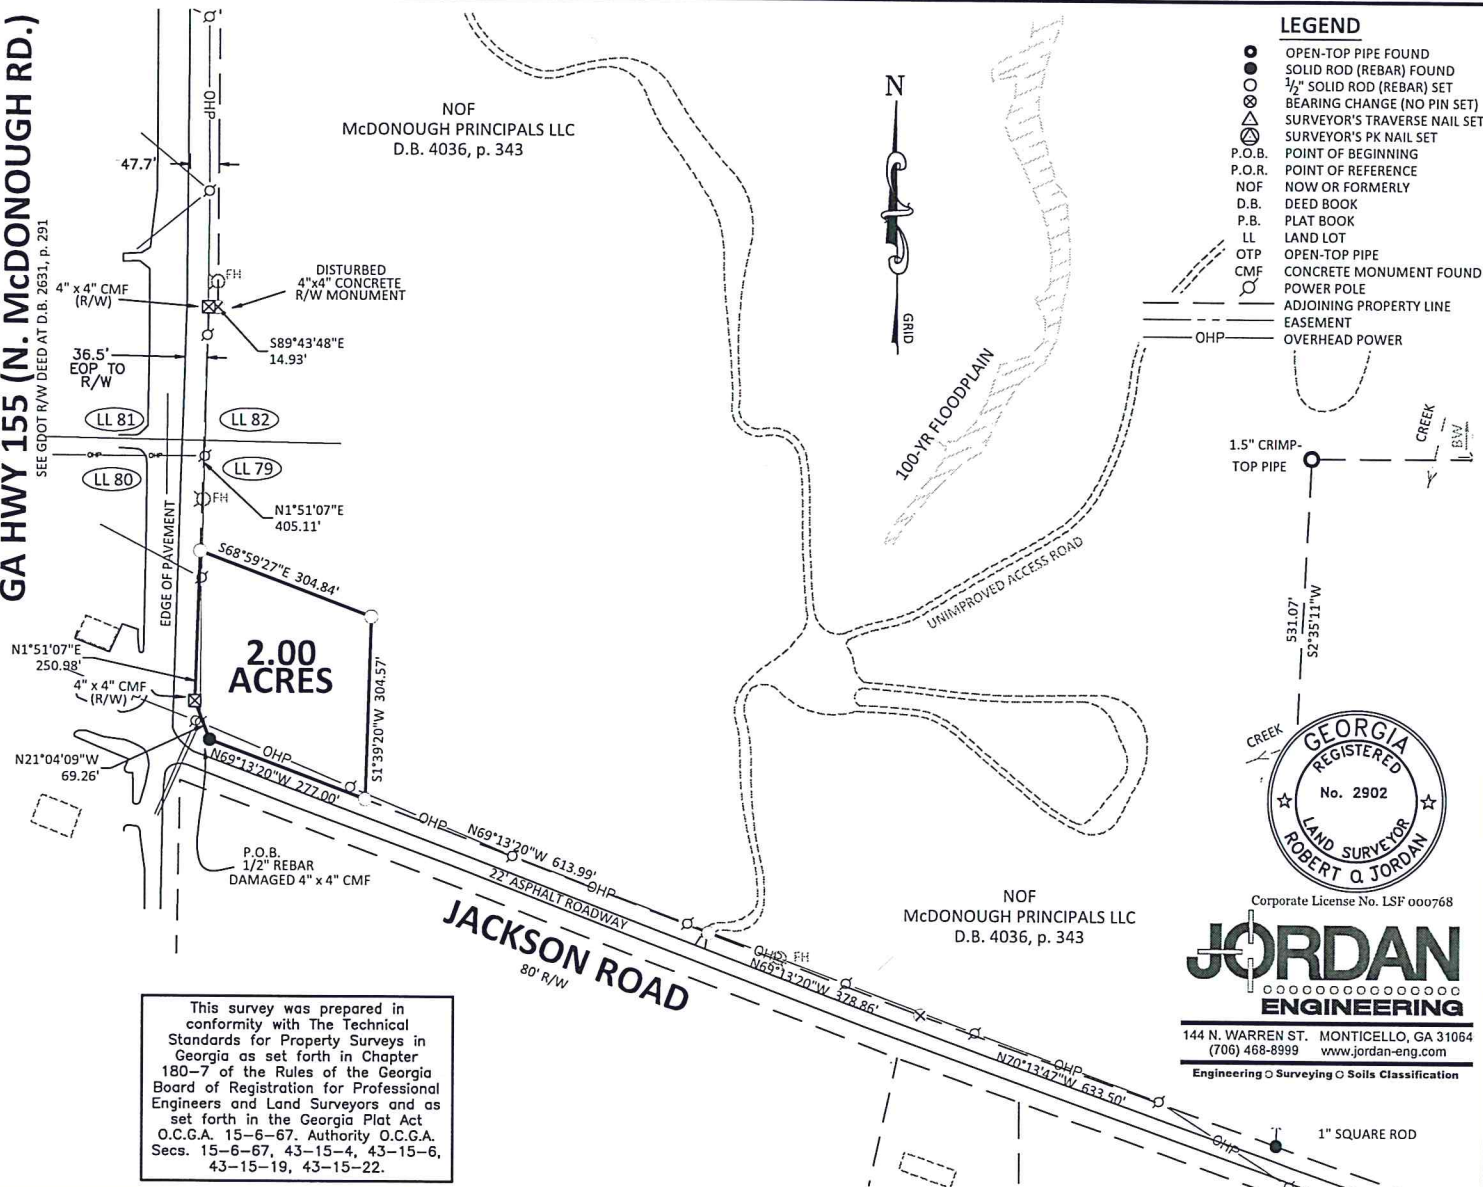 GA HWY 155 (N. McDONOUGH RD.)
SEE GDOT R/W DEED AT D.B. 2631, p. 291
OHP
47.7'
NOF
McDONOUGH PRINCIPALS LLC
D.B. 4036, p. 343
N
GRID
LEGEND
OPEN-TOP PIPE FOUND
SOLID ROD (REBAR) FOUND
1/2" SOLID ROD (REBAR) SET
BEARING CHANGE (NO PIN SET)
SURVEYOR'S TRAVERSE NAIL SET
SURVEYOR'S PK NAIL SET
P.O.B. POINT OF BEGINNING
P.O.R. POINT OF REFERENCE
NOF NOW OR FORMERLY
D.B. DEED BOOK
P.B. PLAT BOOK
LL LAND LOT
OTP OPEN-TOP PIPE
CMF CONCRETE MONUMENT FOUND
POWER POLE
ADJOINING PROPERTY LINE
EASEMENT
OHP OVERHEAD POWER
FH
4" x 4" CMF
(R/W)
DISTURBED
4"x4" CONCRETE
R/W MONUMENT
S89°43'48"E
14.93'
36.5'
EOP TO
R/W
LL 81
LL 82
OHP
OHP
LL 80
LL 79
FH
N1°51'07"E
405.11'
EDGE OF PAVEMENT
S68°59'27"E 304.84'
2.00
ACRES
S1°39'20"W 304.57'
N1°51'07"E
250.98'
4" x 4" CMF
(R/W)
N21°04'09"W
69.26'
OHP
N69°13'20"W 277.00'
P.O.B.
1/2" REBAR
DAMAGED 4" x 4" CMF
OHP
N69°13'20"W 613.99'
OHP
22' ASPHALT ROADWAY
JACKSON ROAD
80' R/W
100-YR FLOODPLAIN
UNIMPROVED ACCESS ROAD
1.5" CRIMP-
TOP PIPE
CREEK
BW
531.07'
S2°35'11"W
CREEK
NOF
McDONOUGH PRINCIPALS LLC
D.B. 4036, p. 343
OHP
FH
N69°13'20"W 378.86'
OHP
N70°13'47"W 633.50'
OHP
1" SQUARE ROD
GEORGIA
REGISTERED
No. 2902
LAND SURVEYOR
ROBERT O. JORDAN
Corporate License No. LSF 000768
JORDAN
ENGINEERING
144 N. WARREN ST. MONTICELLO, GA 31064
(706) 468-8999 www.jordan-eng.com
Engineering O Surveying O Soils Classification
This survey was prepared in
conformity with The Technical
Standards for Property Surveys in
Georgia as set forth in Chapter
180-7 of the Rules of the Georgia
Board of Registration for Professional
Engineers and Land Surveyors and as
set forth in the Georgia Plat Act
O.C.G.A. 15-6-67. Authority O.C.G.A.
Secs. 15-6-67, 43-15-4, 43-15-6,
43-15-19, 43-15-22.